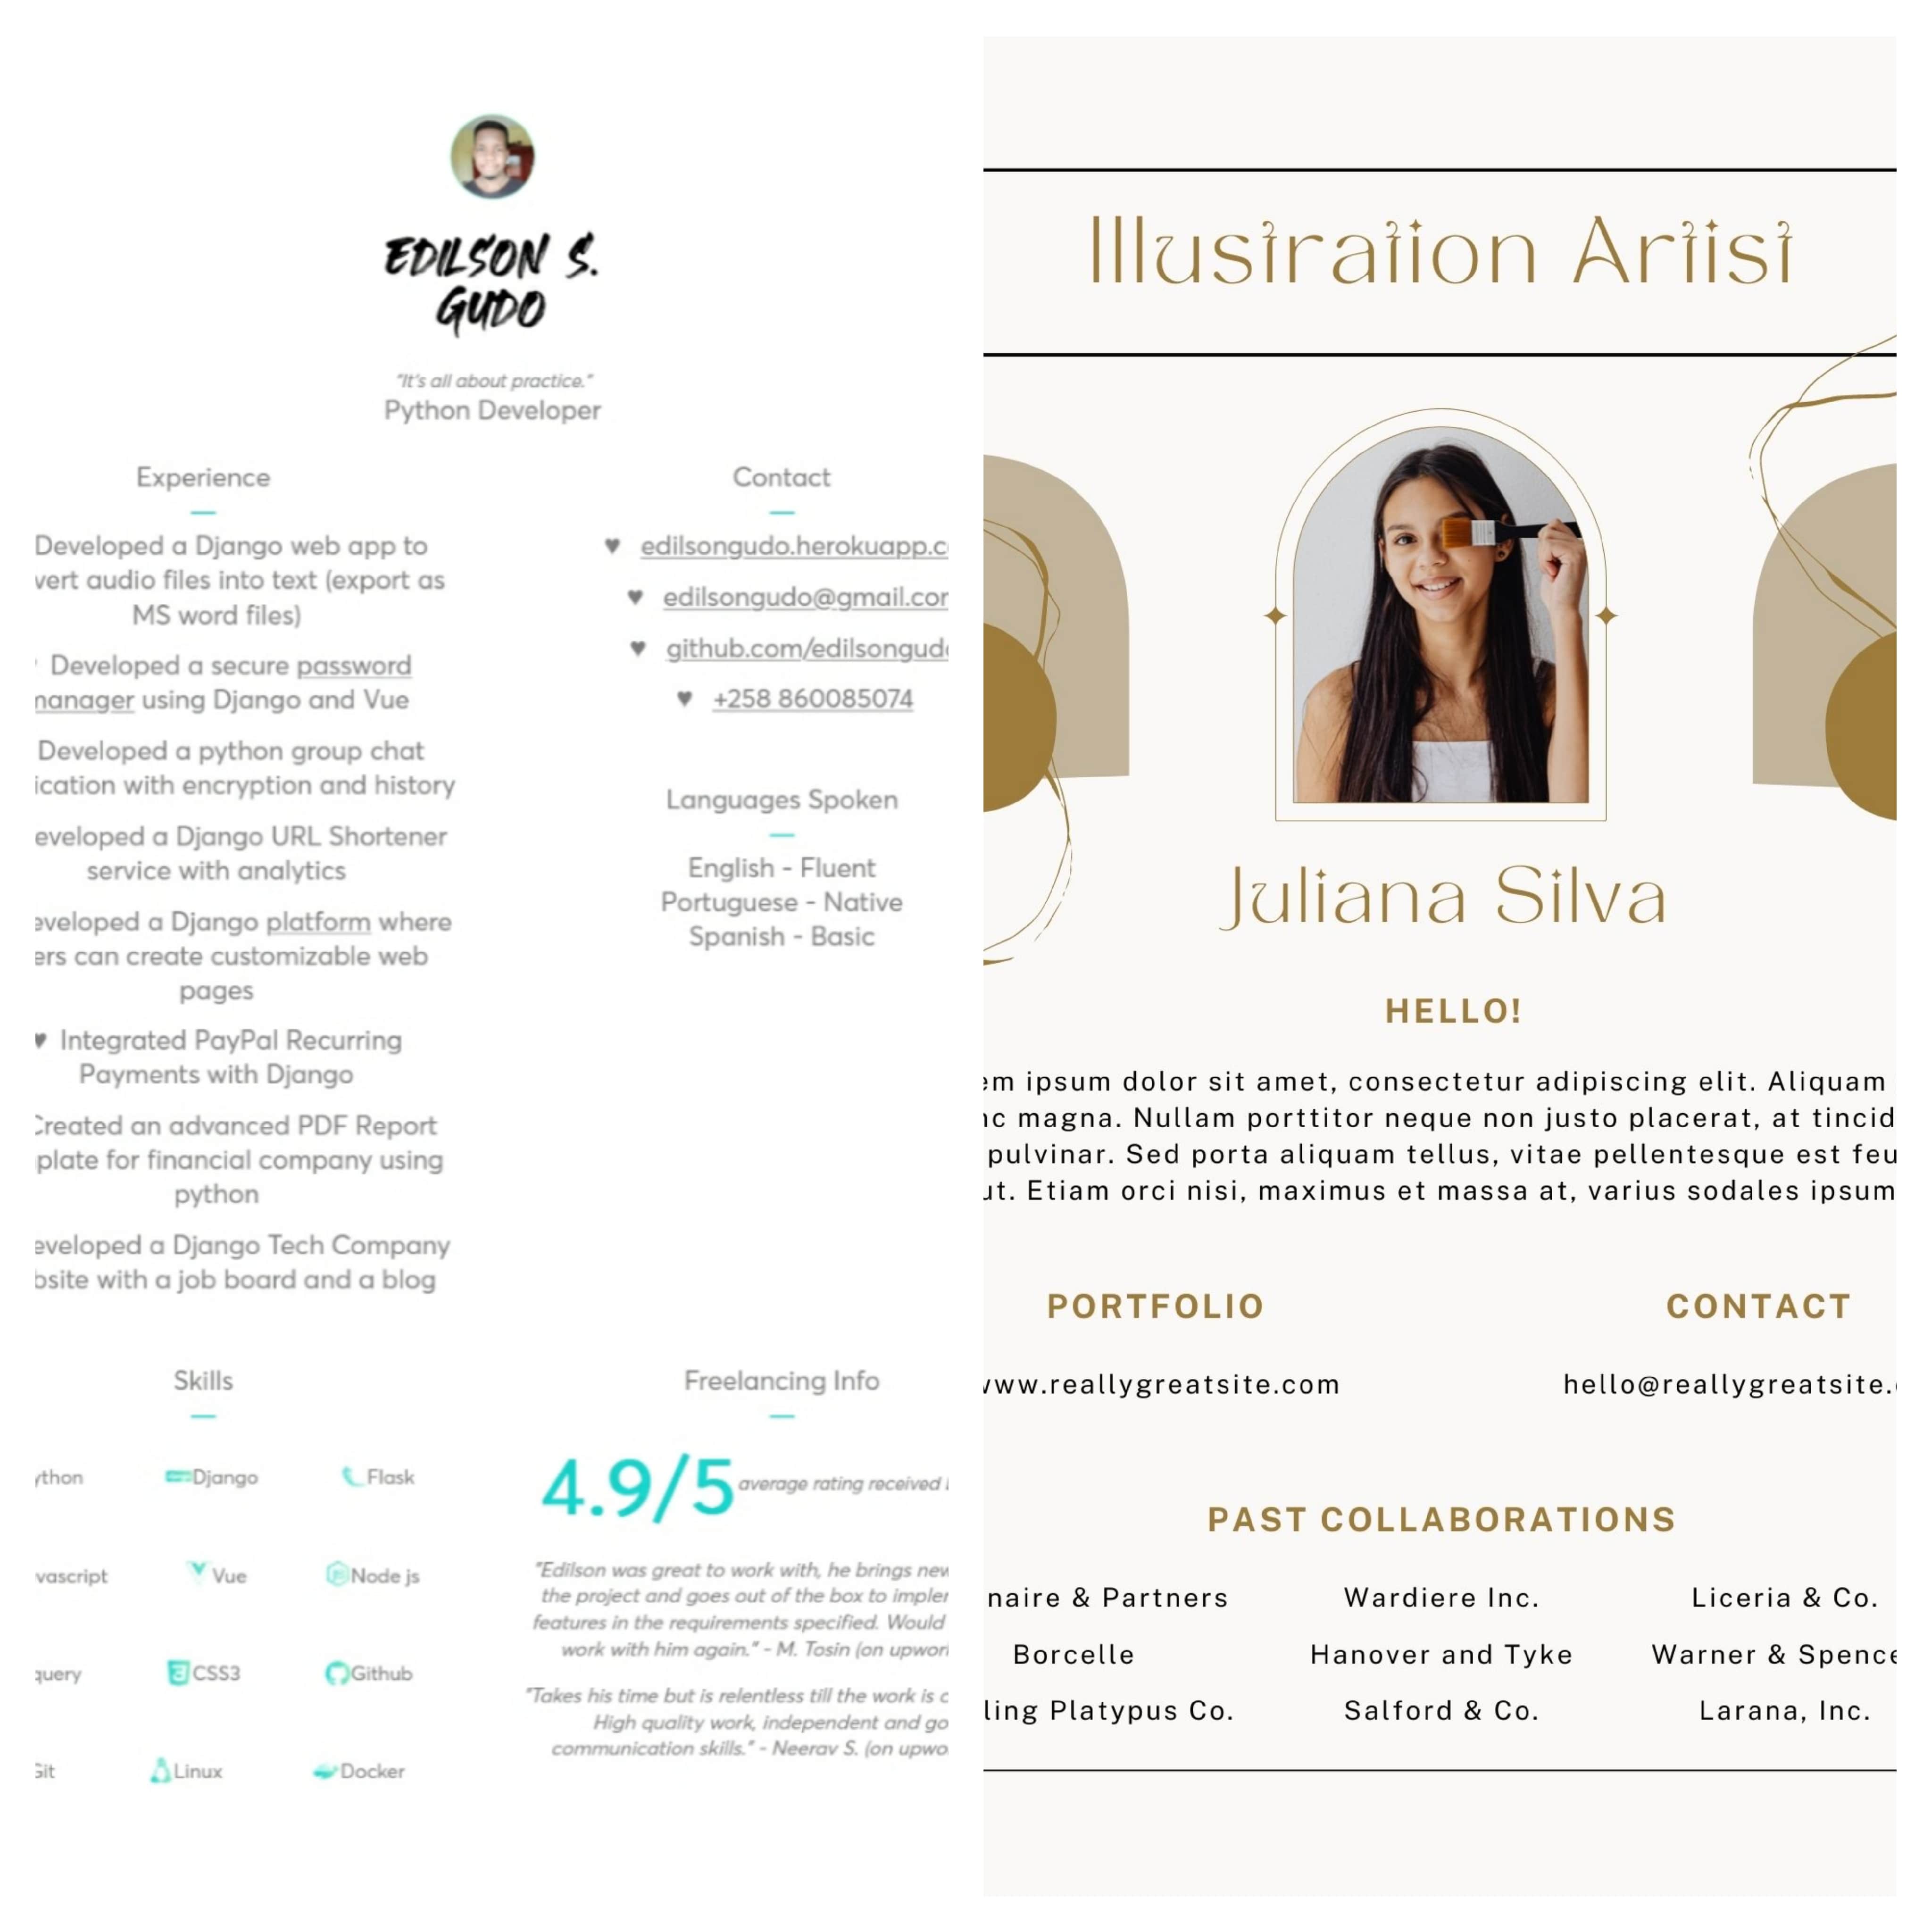 EDILSON S.
GUDO
"It's all about practice."
Python Developer
Experience
Developed a Django web app to
vert audio files into text (export as
MS word files)
Developed a secure password
manager using Django and Vue
Developed a python group chat
ication with encryption and history
eveloped a Django URL Shortener
service with analytics
eveloped a Django platform where
ers can create customizable web
pages
♥ Integrated PayPal Recurring
Payments with Django
Created an advanced PDF Report
plate for financial company using
python
eveloped a Django Tech Company
bsite with a job board and a blog
Contact
♥ edilsongudo.herokuapp.c
♥ edilsongudo@gmail.com
♥ github.com/edilsongudo
♥ +258 860085074
Languages Spoken
English - Fluent
Portuguese - Native
Spanish - Basic
Skills
ython Django Flask
vascript Vue Node js
query CSS3 Github
Git Linux Docker
Freelancing Info
4.9/5 average rating received
"Edilson was great to work with, he brings new
the project and goes out of the box to impler
features in the requirements specified. Would
work with him again." - M. Tosin (on upwor
"Takes his time but is relentless till the work is c
High quality work, independent and go
communication skills." - Neerav S. (on upwo
Illustration Artist
Juliana Silva
HELLO!
em ipsum dolor sit amet, consectetur adipiscing elit. Aliquam
nc magna. Nullam porttitor neque non justo placerat, at tincid
pulvinar. Sed porta aliquam tellus, vitae pellentesque est feu
ut. Etiam orci nisi, maximus et massa at, varius sodales ipsum
PORTFOLIO
www.reallygreatsite.com
CONTACT
hello@reallygreatsite.
PAST COLLABORATIONS
naire & Partners Wardiere Inc. Liceria & Co.
Borcelle Hanover and Tyke Warner & Spence
ling Platypus Co. Salford & Co. Larana, Inc.